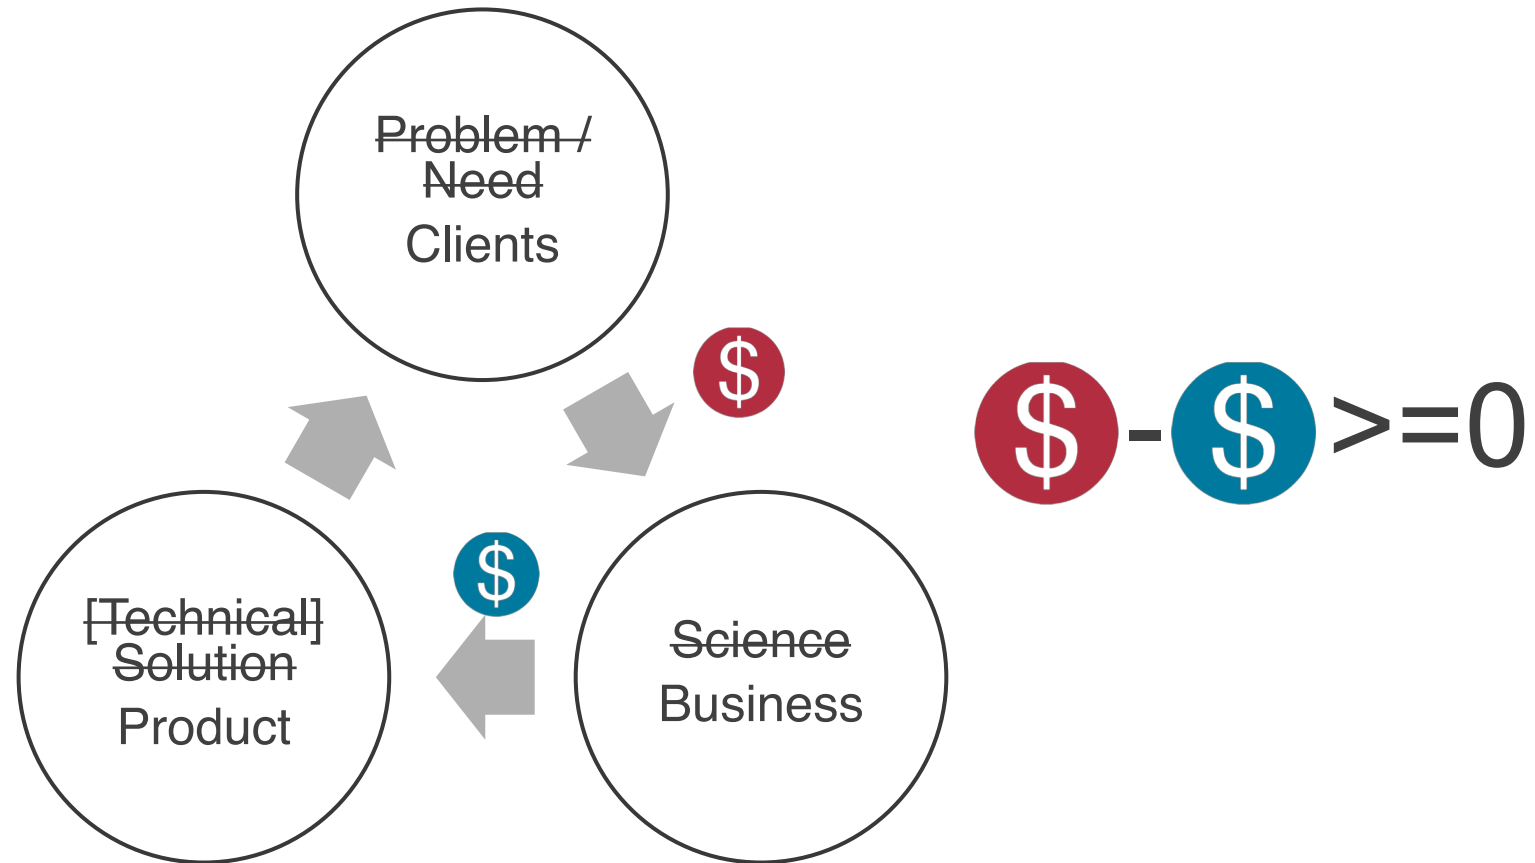 Problem /
Need
Clients
$
$ - $ >=0
$
[Technical]
Solution
Product
Science
Business